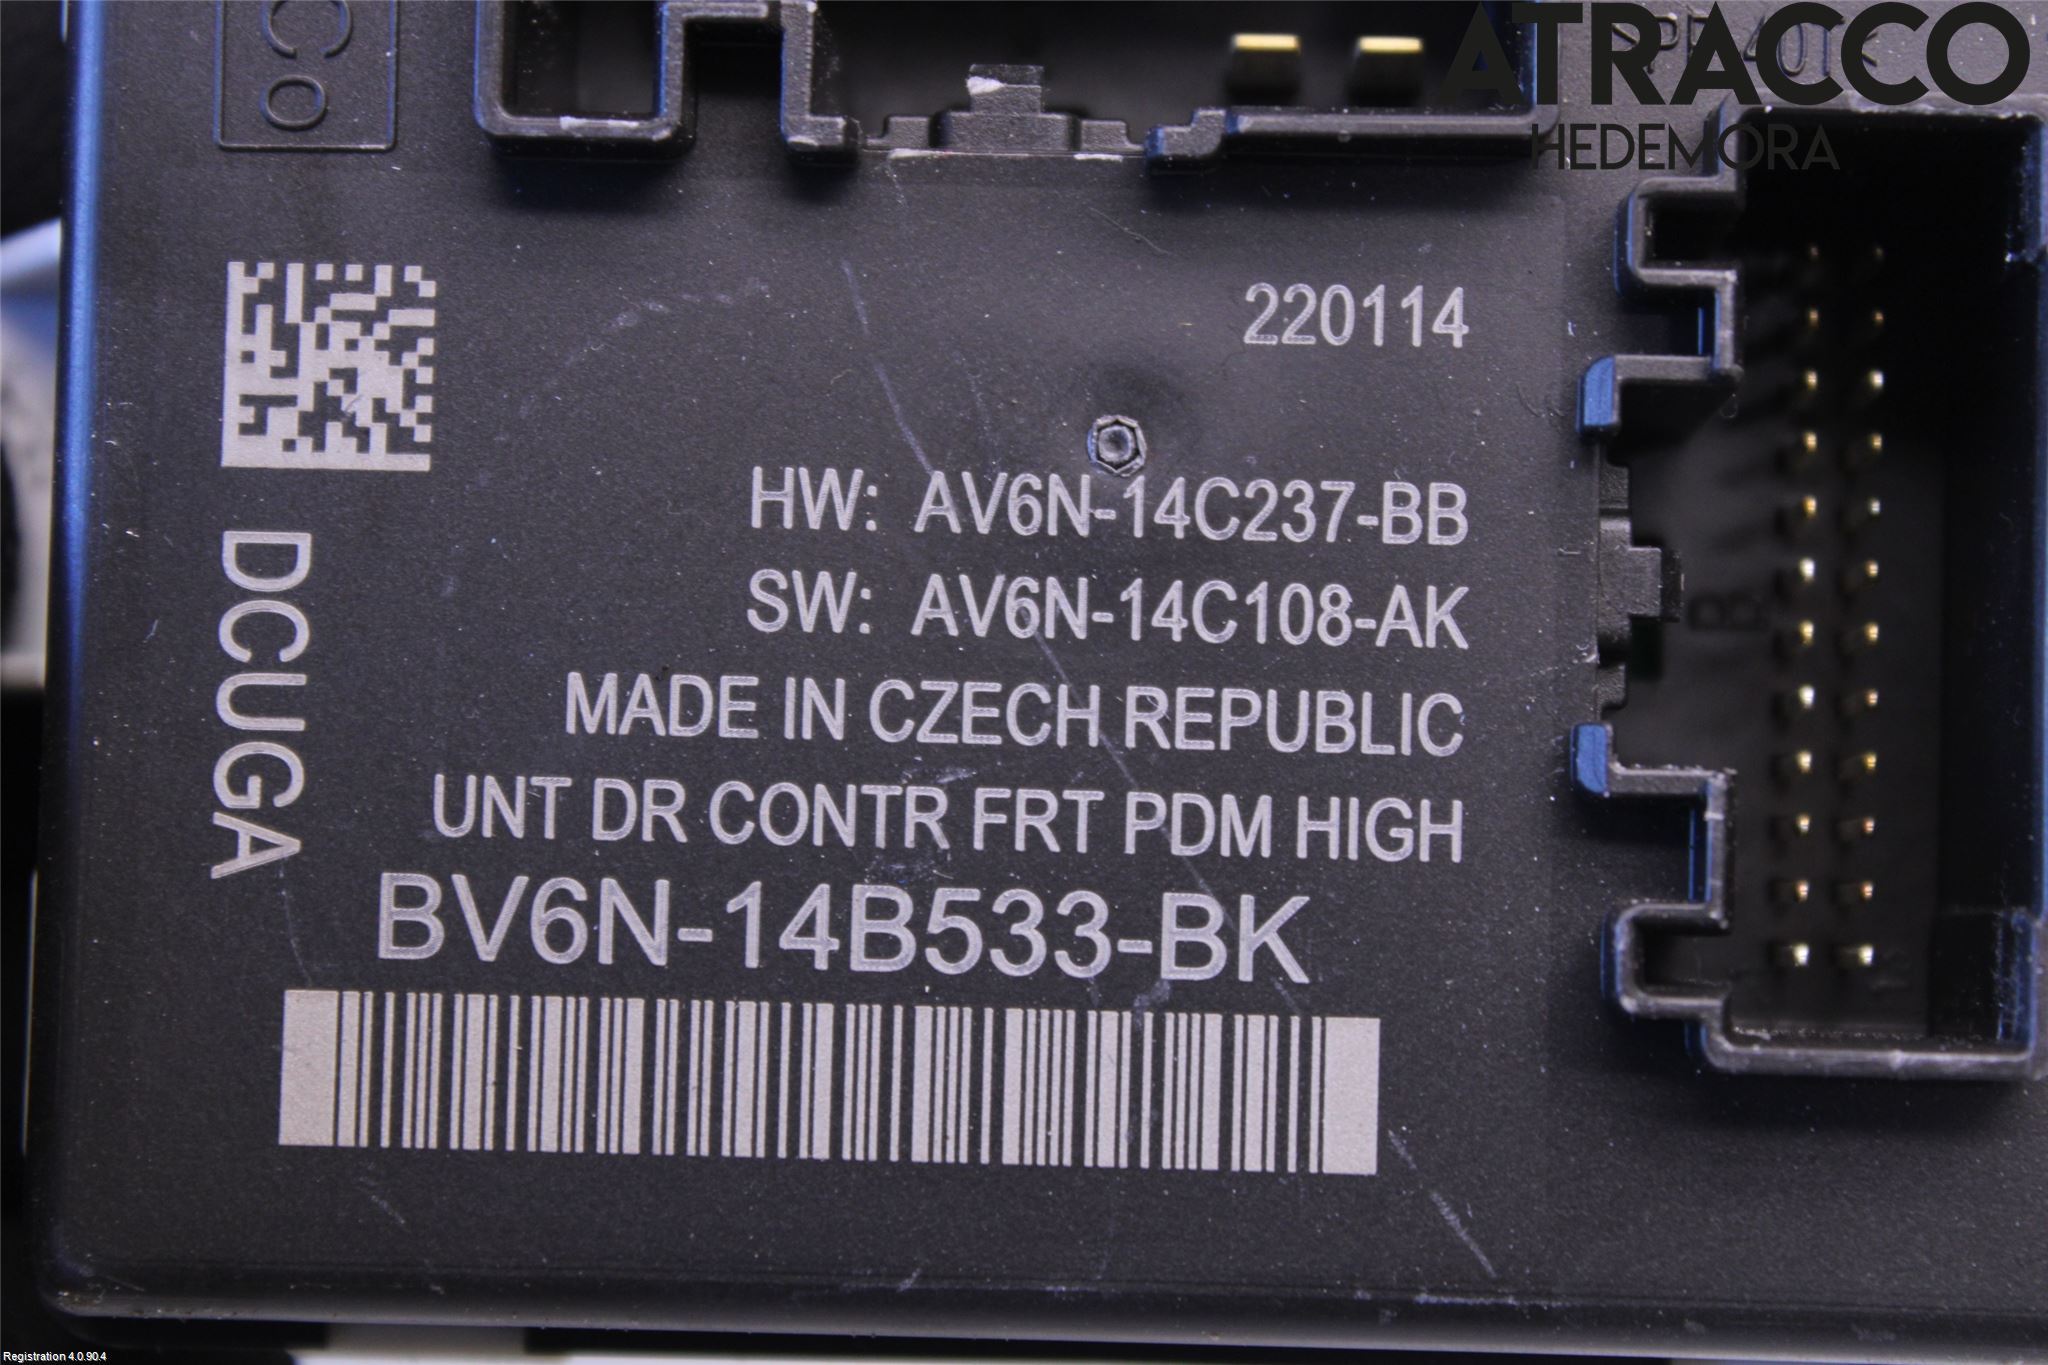 Co
ATRACCO
HEDEMORA
220114
HW: AV6N-14C237-BB
SW: AV6N-14C108-AK
MADE IN CZECH REPUBLIC
UNT DR CONTR FRT PDM HIGH
BV6N-14B533-BK
DCUGA
B
Registration 4.0.90.4